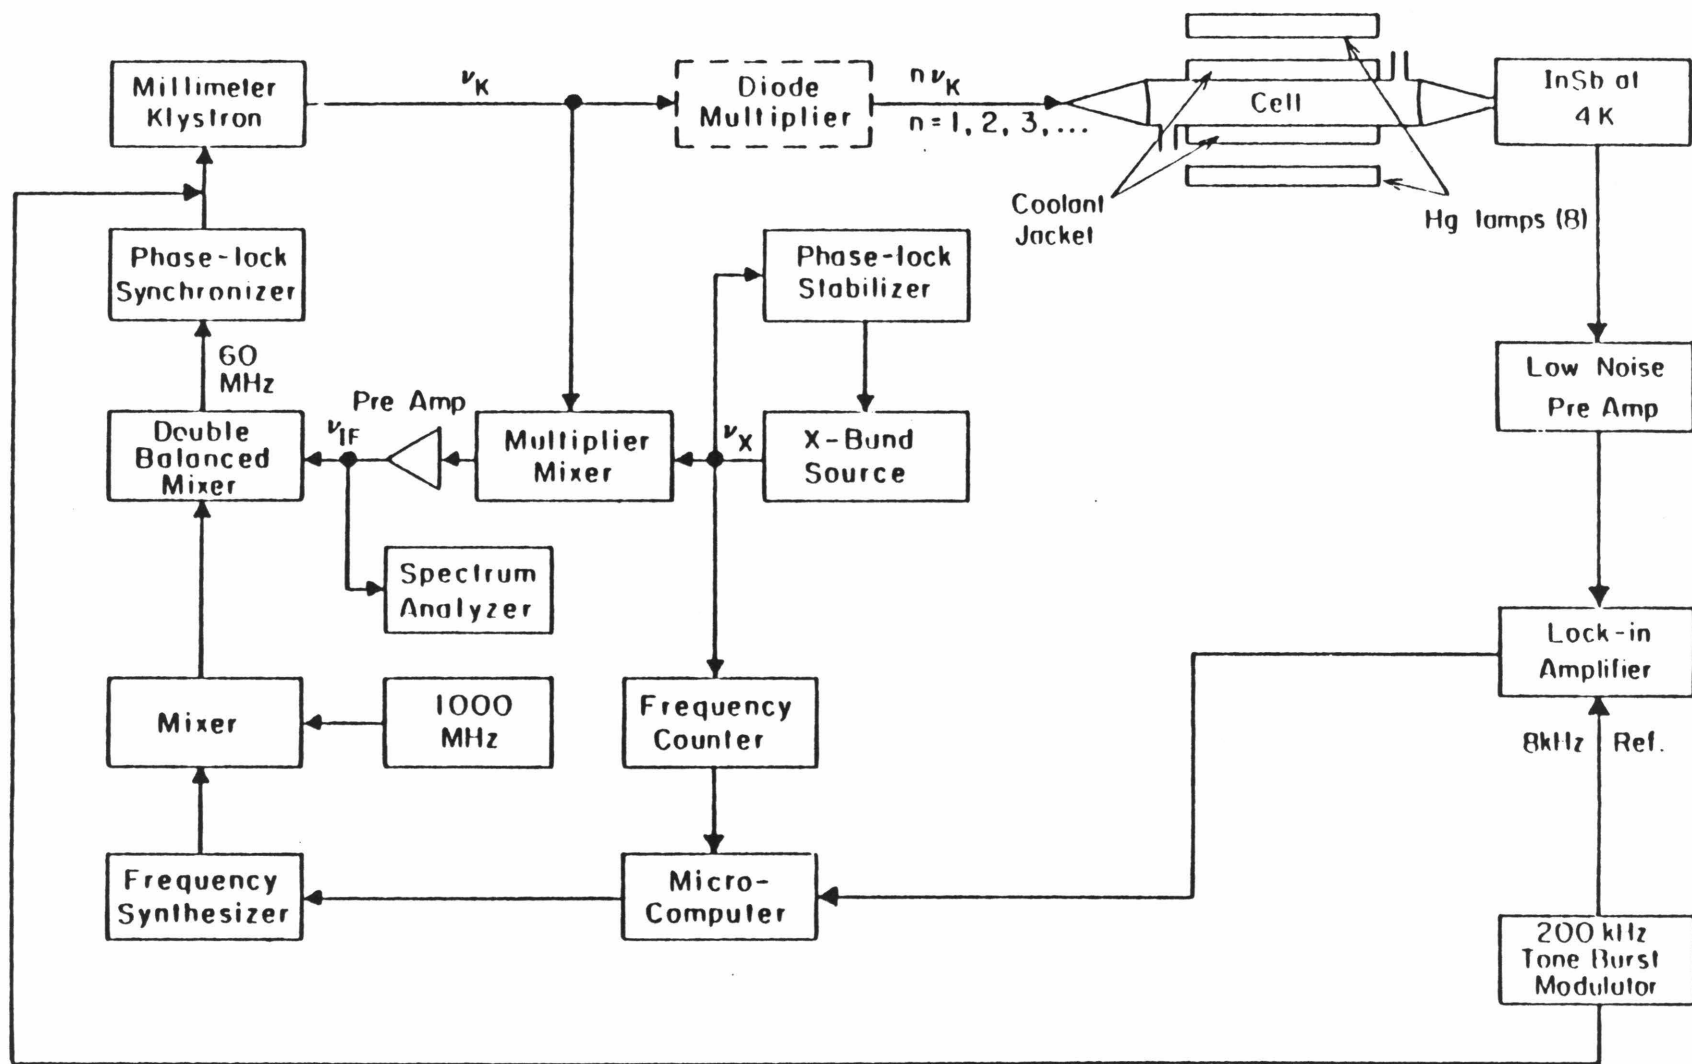 Millimeter
Klystron
νK
Diode
Multiplier
nνK
n=1, 2, 3, ...
Cell
InSb at
4K
Coolant
Jacket
Hg lamps (8)
Phase-lock
Synchronizer
Phase-lock
Stabilizer
60
MHz
Low Noise
Pre Amp
Pre Amp
Double
Balanced
Mixer
νIF
Multiplier
Mixer
νX
X-Bund
Source
Spectrum
Analyzer
Lock-in
Amplifier
Mixer
1000
MHz
Frequency
Counter
8kHz Ref.
Frequency
Synthesizer
Micro-
Computer
200 kHz
Tone Burst
Modulator